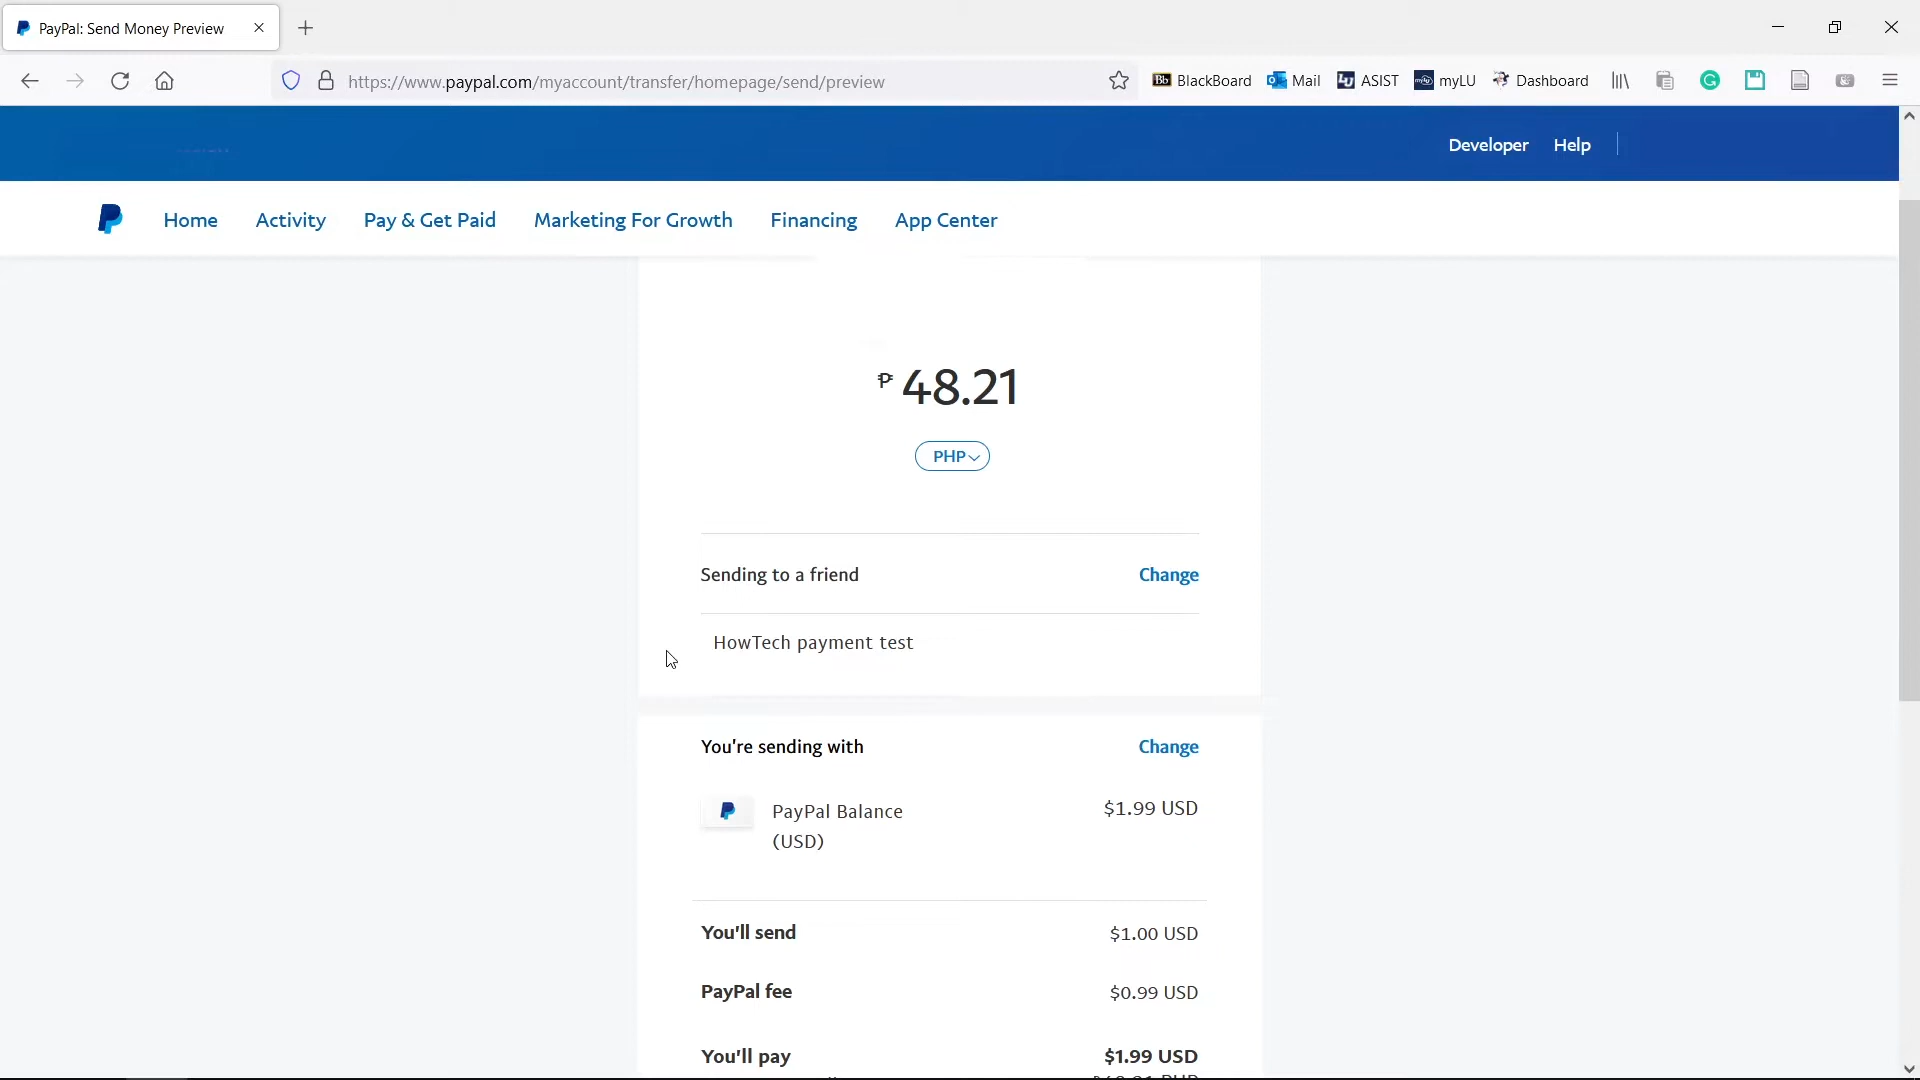 PayPal: Send Money Preview
https://www.paypal.com/myaccount/transfer/homepage/send/preview
BlackBoard Mail ASIST myLU Dashboard
Developer Help
Home Activity Pay & Get Paid Marketing For Growth Financing App Center
₱ 48.21
PHP
Sending to a friend Change
HowTech payment test
You're sending with Change
PayPal Balance $1.99 USD
(USD)
You'll send $1.00 USD
PayPal fee $0.99 USD
You'll pay $1.99 USD